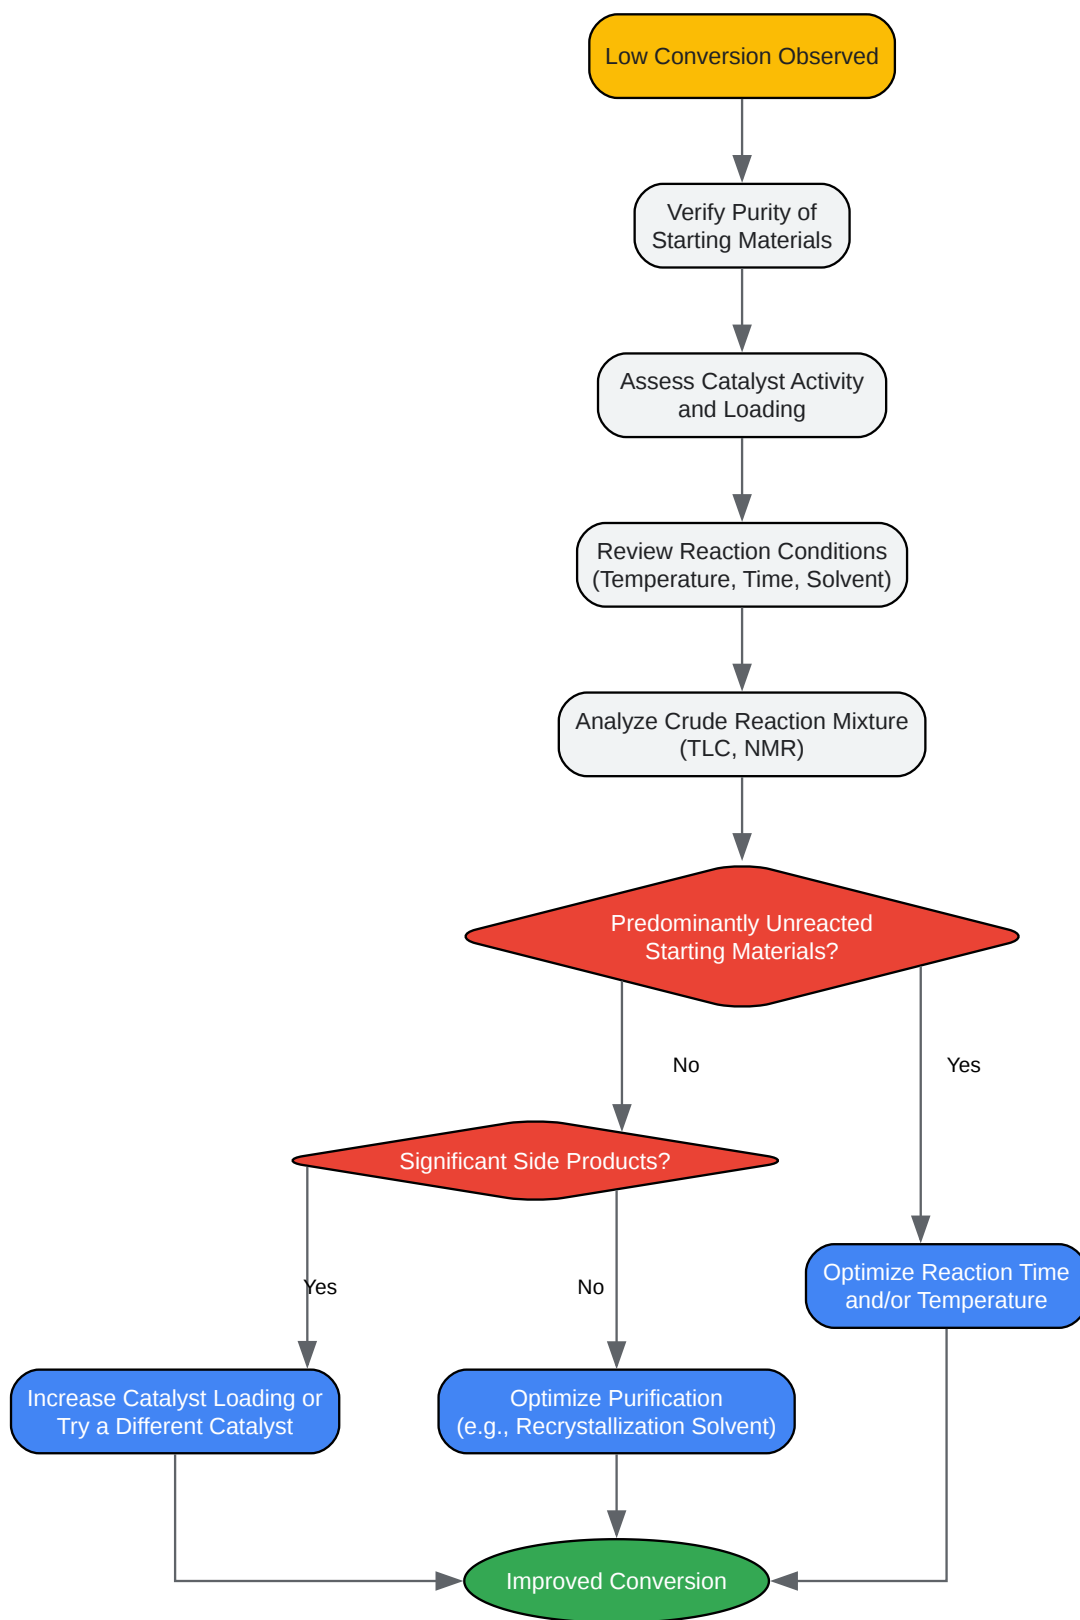 Low Conversion Observed
Verify Purity of
Starting Materials
Assess Catalyst Activity
and Loading
Review Reaction Conditions
(Temperature, Time, Solvent)
Analyze Crude Reaction Mixture
(TLC, NMR)
Predominantly Unreacted
Starting Materials?
No
Yes
Significant Side Products?
Optimize Reaction Time
and/or Temperature
Yes
No
Increase Catalyst Loading or
Try a Different Catalyst
Optimize Purification
(e.g., Recrystallization Solvent)
Improved Conversion